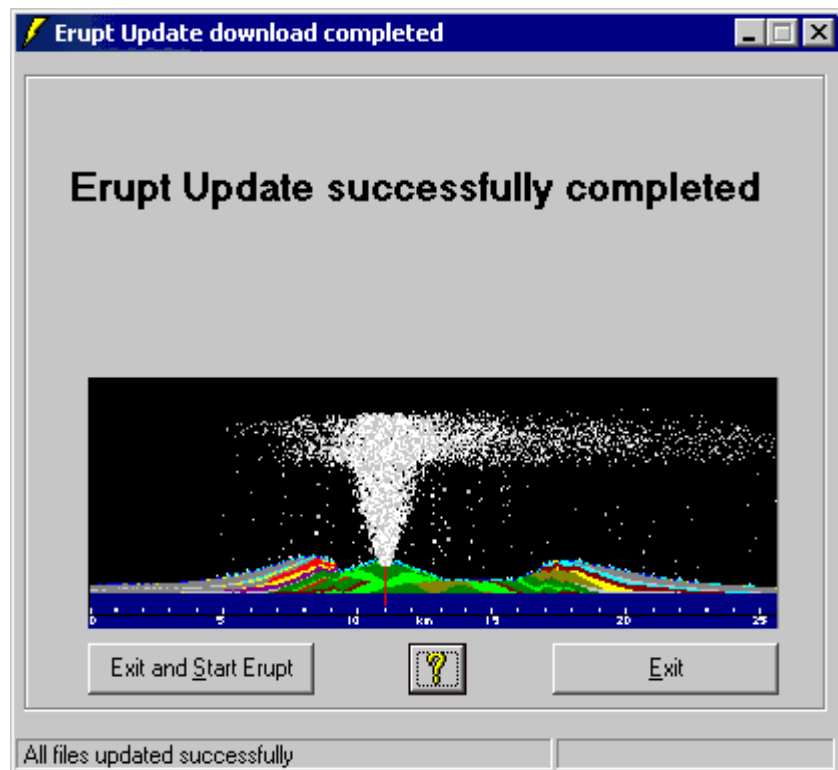 Erupt Update download completed
Erupt Update successfully completed
0 5 10 km 15 20 25
Exit and Start Erupt
Exit
All files updated successfully